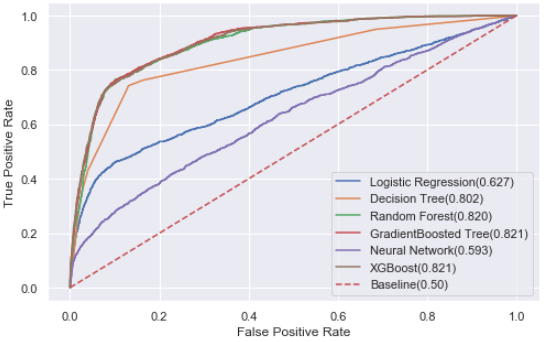 1.0
0.8
0.6
0.4
0.2
0.0
True Positive Rate
Logistic Regression(0.627)
Decision Tree(0.802)
Random Forest(0.820)
GradientBoosted Tree(0.821)
Neural Network(0.593)
XGBoost(0.821)
Baseline(0.50)
0.0 0.2 0.4 0.6 0.8 1.0
False Positive Rate